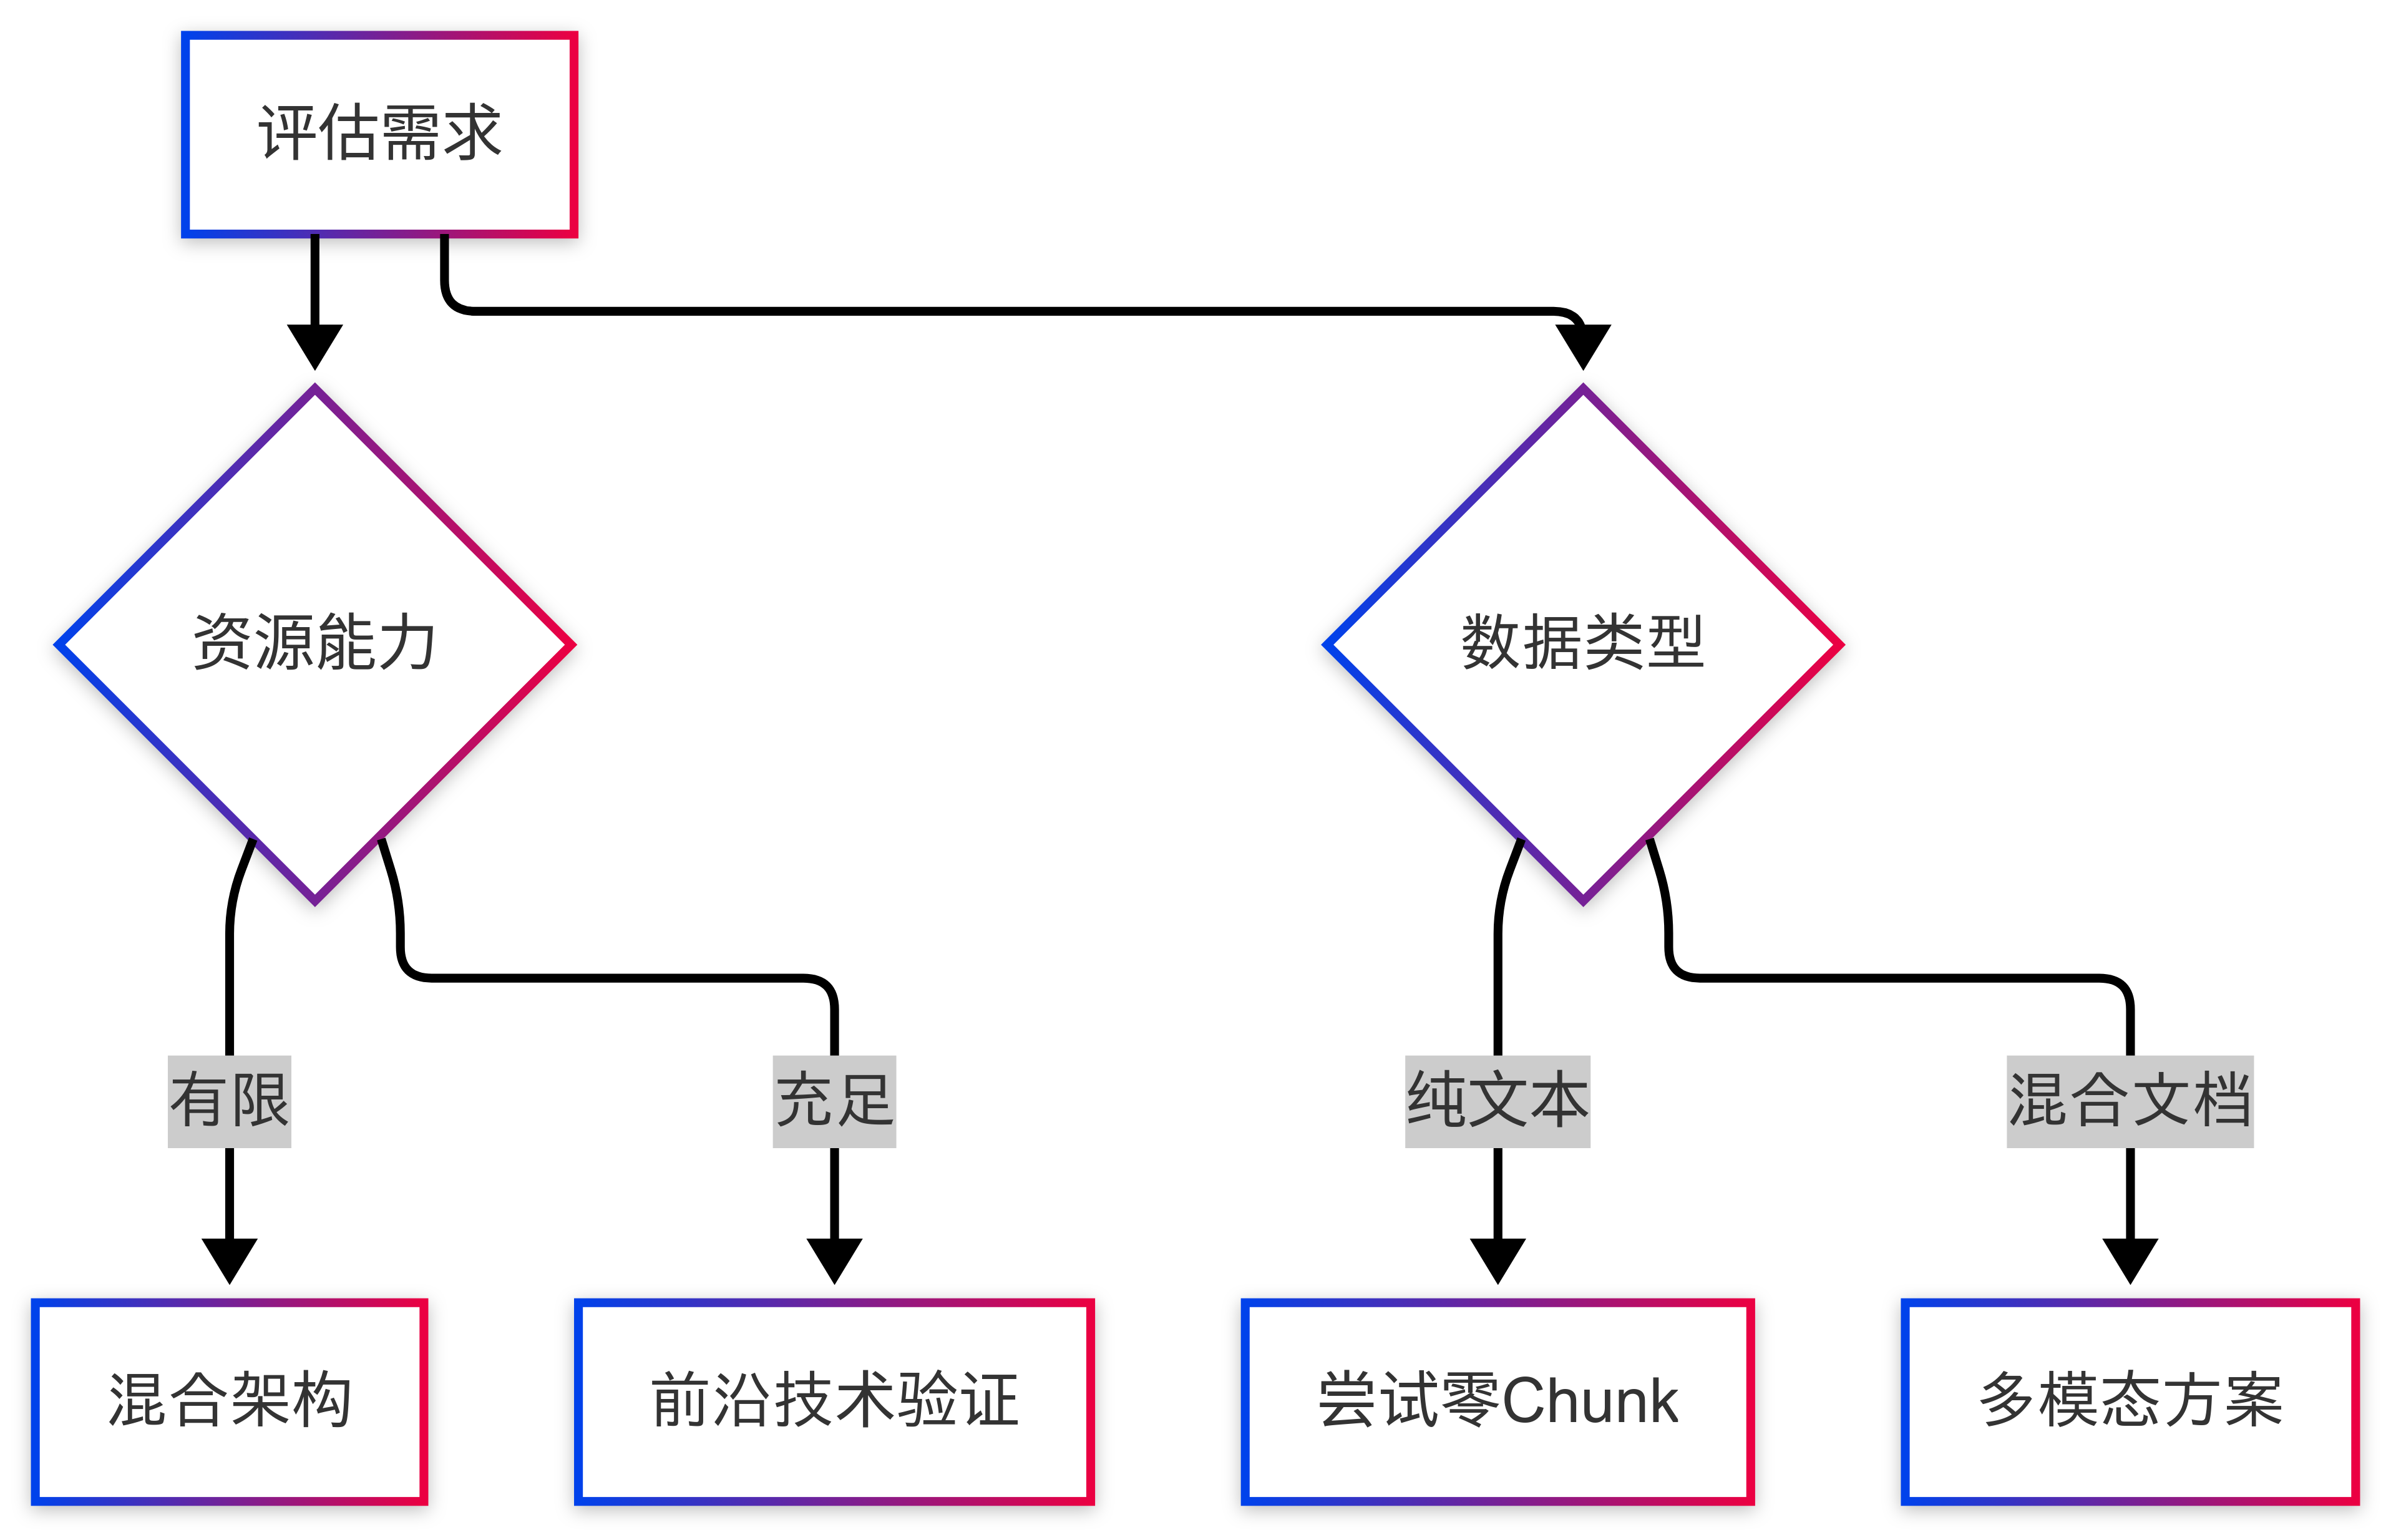 评估需求
资源能力
数据类型
有限
充足
纯文本
混合文档
混合架构
前沿技术验证
尝试零Chunk
多模态方案